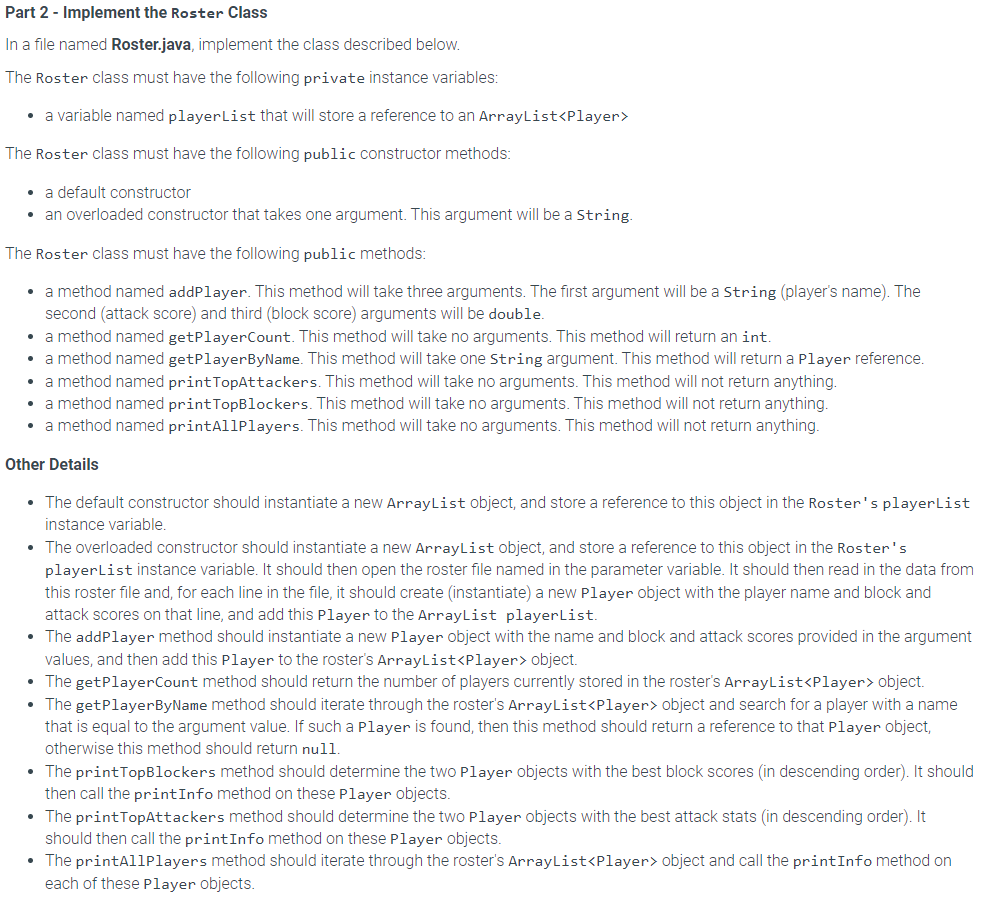 Part 2 - Implement the Roster Class
In a file named Roster.java, implement the class described below.
The Roster class must have the following private instance variables:
• a variable named playerList that will store a reference to an ArrayList<Player>
The Roster class must have the following public constructor methods:
• a default constructor
• an overloaded constructor that takes one argument. This argument will be a String.
The Roster class must have the following public methods:
• a method named addPlayer. This method will take three arguments. The first argument will be a String (player's name). The
second (attack score) and third (block score) arguments will be double.
• a method named getPlayerCount. This method will take no arguments. This method will return an int.
• a method named getPlayerByName. This method will take one String argument. This method will return a Player reference.
• a method named printTopAttackers. This method will take no arguments. This method will not return anything.
• a method named printTopBlockers. This method will take no arguments. This method will not return anything.
• a method named printAllPlayers. This method will take no arguments. This method will not return anything.
Other Details
• The default constructor should instantiate a new ArrayList object, and store a reference to this object in the Roster's playerList
instance variable.
• The overloaded constructor should instantiate a new ArrayList object, and store a reference to this object in the Roster's
playerList instance variable. It should then open the roster file named in the parameter variable. It should then read in the data from
this roster file and, for each line in the file, it should create (instantiate) a new Player object with the player name and block and
attack scores on that line, and add this Player to the ArrayList playerList.
• The addPlayer method should instantiate a new Player object with the name and block and attack scores provided in the argument
values, and then add this Player to the roster's ArrayList<Player> object.
• The getPlayerCount method should return the number of players currently stored in the roster's ArrayList<Player> object.
• The getPlayerByName method should iterate through the roster's ArrayList<Player> object and search for a player with a name
that is equal to the argument value. If such a Player is found, then this method should return a reference to that Player object,
otherwise this method should return null.
• The printTopBlockers method should determine the two Player objects with the best block scores (in descending order). It should
then call the printInfo method on these Player objects.
• The printTopAttackers method should determine the two Player objects with the best attack stats (in descending order). It
should then call the printInfo method on these Player objects.
• The printAllPlayers method should iterate through the roster's ArrayList<Player> object and call the printInfo method on
each of these Player objects.